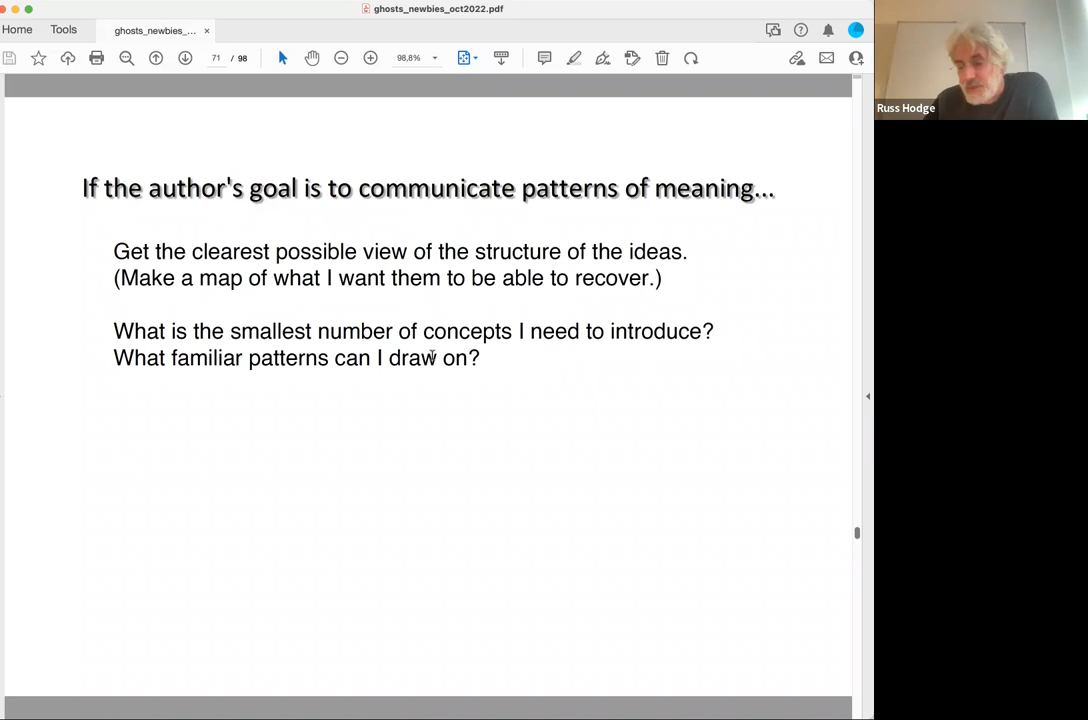 ghosts_newbies_oct2022.pdf
Home
Tools
ghosts_newbies_...
71 / 98
98,8%
Russ Hodge
If the author's goal is to communicate patterns of meaning...
Get the clearest possible view of the structure of the ideas.
(Make a map of what I want them to be able to recover.)
What is the smallest number of concepts I need to introduce?
What familiar patterns can I draw on?